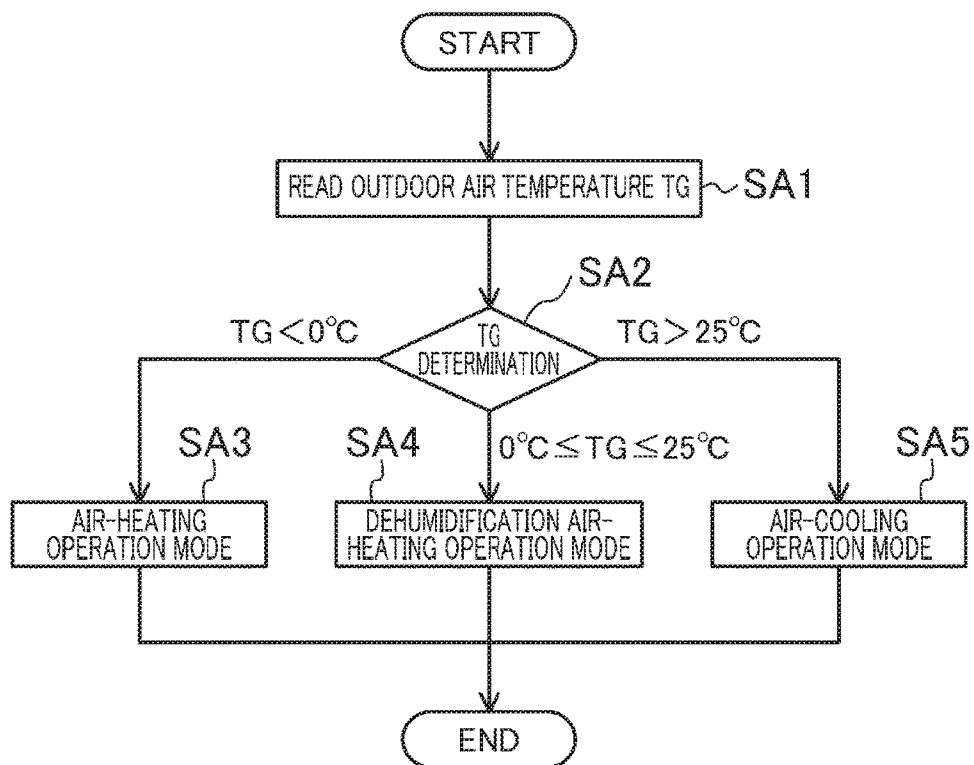 START
READ OUTDOOR AIR TEMPERATURE TG
SA1
SA2
TG<0°C
TG
DETERMINATION
TG>25°C
0°C≦TG≦25°C
SA3
AIR-HEATING
OPERATION MODE
SA4
DEHUMIDIFICATION AIR-
HEATING OPERATION MODE
SA5
AIR-COOLING
OPERATION MODE
END